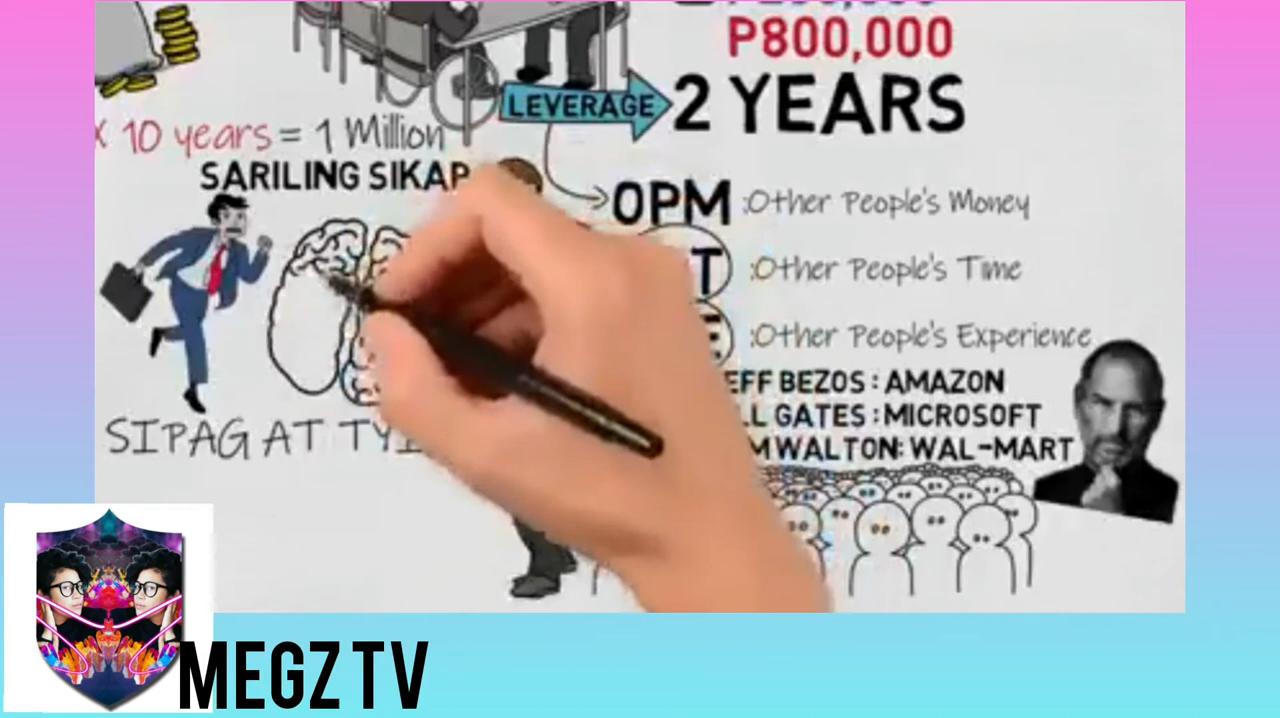 P800,000
LEVERAGE
2 YEARS
X 10 years = 1 Million
SARILING SIKAP
OPM :Other People's Money
T :Other People's Time
E :Other People's Experience
EFF BEZOS : AMAZON
LL GATES : MICROSOFT
M WALTON: WAL-MART
SIPAG AT
MEGZ TV